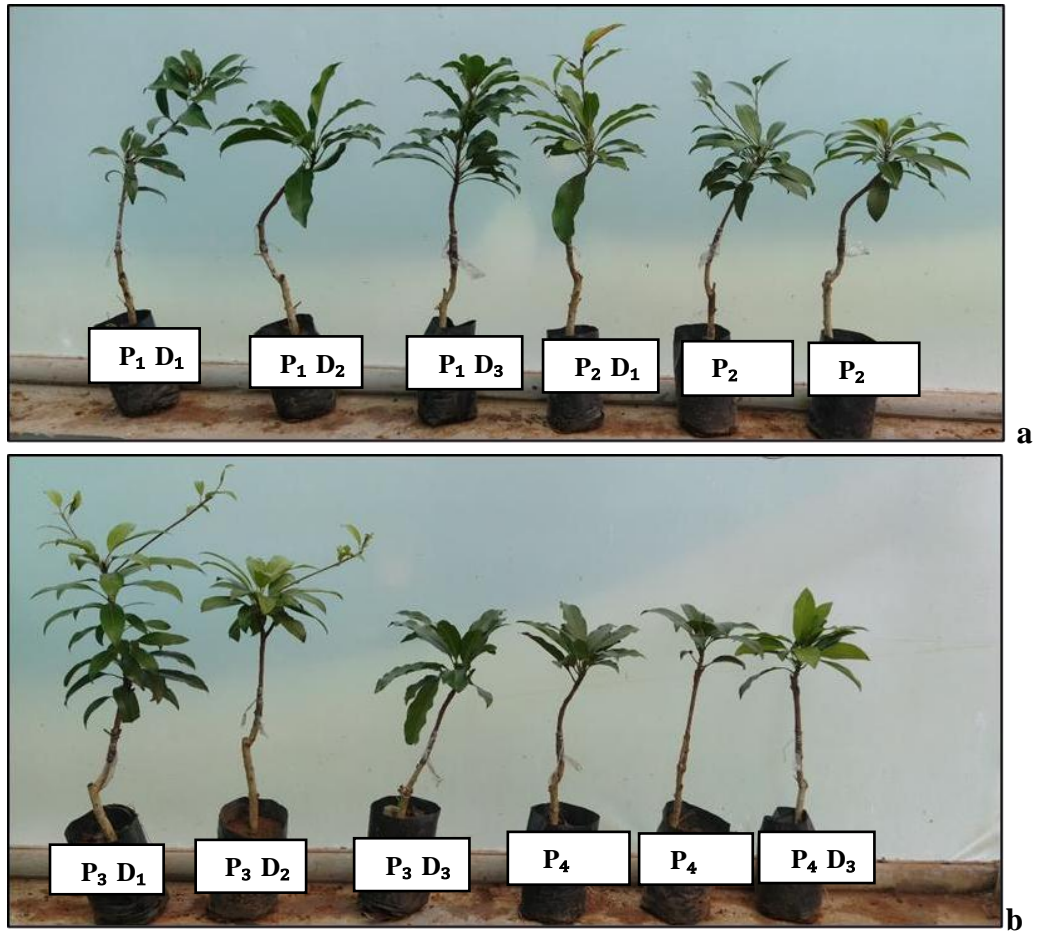 P₁ D₁
P₁ D₂
P₁ D₃
P₂ D₁
P₂
P₂
a
P₃ D₁
P₃ D₂
P₃ D₃
P₄
P₄
P₄ D₃
b